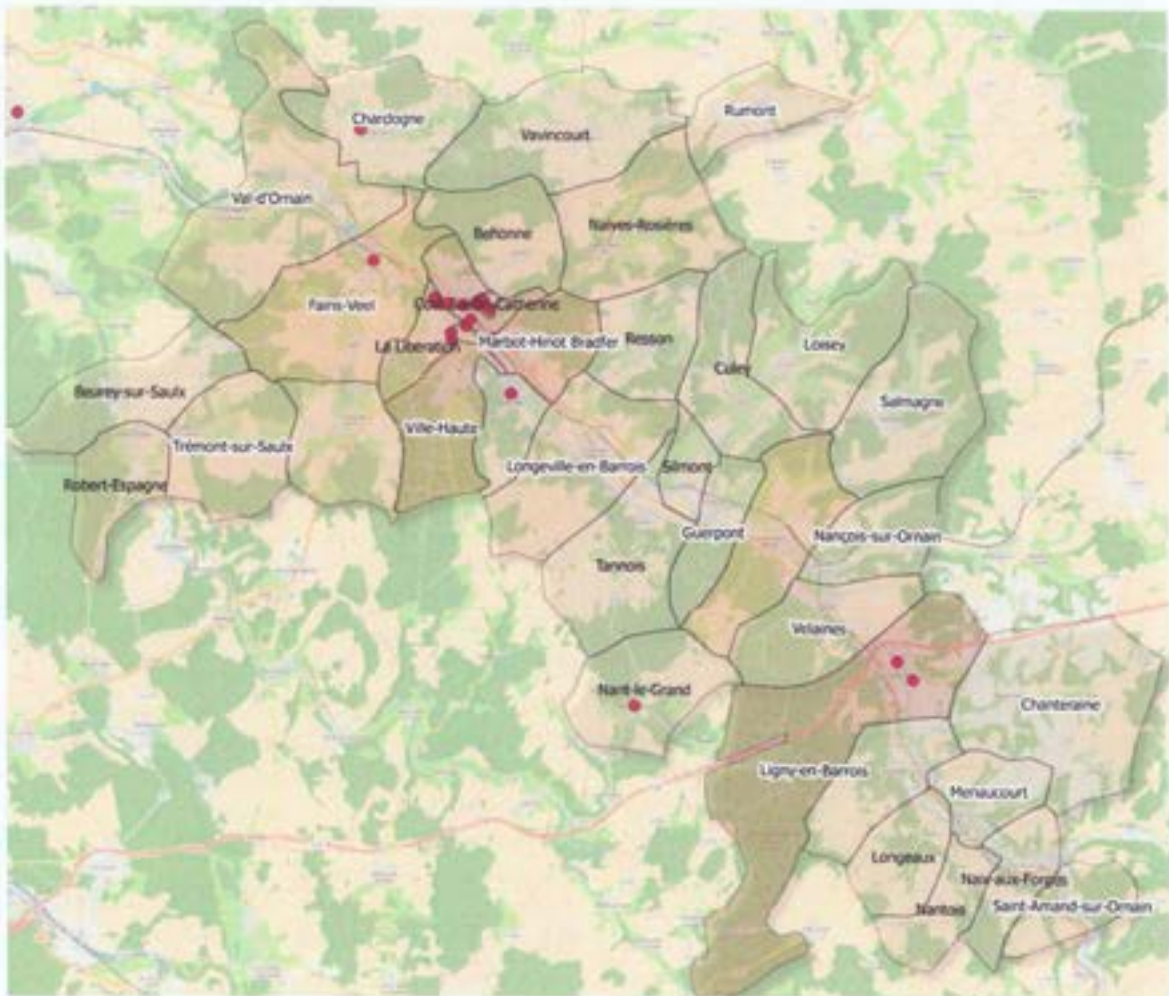 Chardogne
Vavincourt
Rumont
Val-d'Ornain
Behonne
Naives-Rosières
Fains-Veel
Catherine
La Libération
Marbot-Hinot Bradfer
Resson
Culey
Loisey
Beurey-sur-Saulx
Salmagne
Trémont-sur-Saulx
Ville-Haute
Longeville-en-Barrois
Silmont
Robert-Espagne
Guerpont
Nançois-sur-Ornain
Tannois
Velaines
Nant-le-Grand
Chanteraine
Ligny-en-Barrois
Menaucourt
Longeaux
Naix-aux-Forges
Nantois
Saint-Amand-sur-Ornain